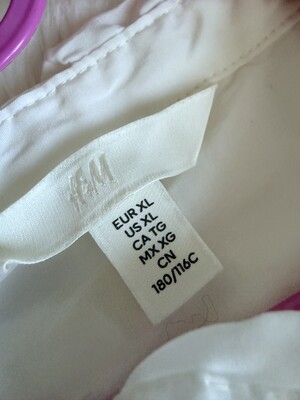 H&M
EUR XL
US XL
CA TG
MX XG
CN
180/116C